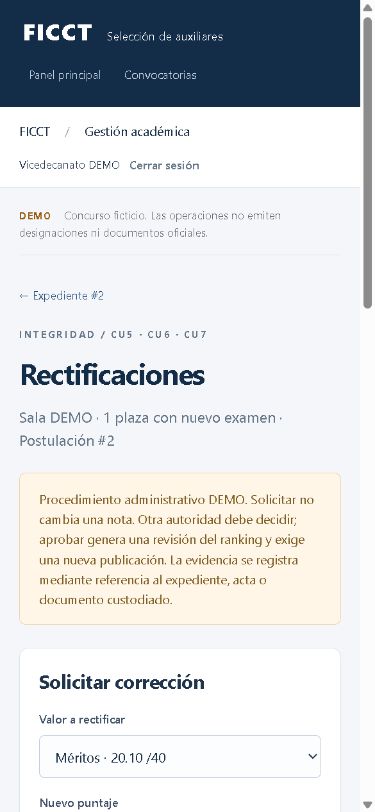 FICCT Selección de auxiliares
Panel principal Convocatorias
FICCT / Gestión académica
Vicedecanato DEMO Cerrar sesión
DEMO Concurso ficticio. Las operaciones no emiten
designaciones ni documentos oficiales.
← Expediente #2
INTEGRIDAD / CU5 · CU6 · CU7
Rectificaciones
Sala DEMO · 1 plaza con nuevo examen ·
Postulación #2
Procedimiento administrativo DEMO. Solicitar no
cambia una nota. Otra autoridad debe decidir;
aprobar genera una revisión del ranking y exige
una nueva publicación. La evidencia se registra
mediante referencia al expediente, acta o
documento custodiado.
Solicitar corrección
Valor a rectificar
Méritos · 20.10 /40
Nuevo puntaje